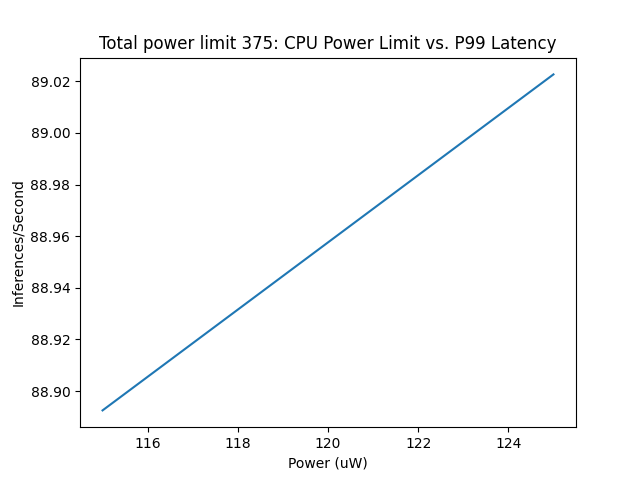 Total power limit 375: CPU Power Limit vs. P99 Latency
89.02
89.00
88.98
88.96
88.94
88.92
88.90
Inferences/Second
116 118 120 122 124
Power (uW)